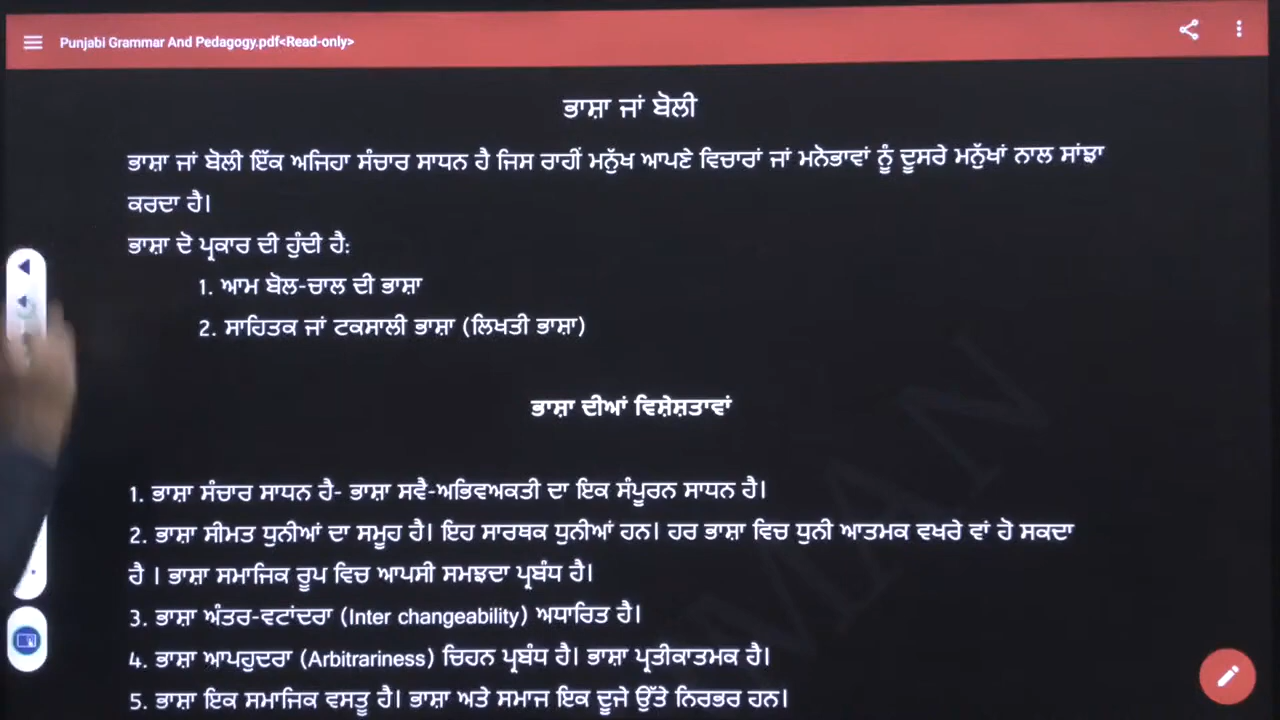 Punjabi Grammar And Pedagogy.pdf<Read-only>
ਭਾਸ਼ਾ ਜਾਂ ਬੋਲੀ
ਭਾਸ਼ਾ ਜਾਂ ਬੋਲੀ ਇੱਕ ਅਜਿਹਾ ਸੰਚਾਰ ਸਾਧਨ ਹੈ ਜਿਸ ਰਾਹੀਂ ਮਨੁੱਖ ਆਪਣੇ ਵਿਚਾਰਾਂ ਜਾਂ ਮਨੋਭਾਵਾਂ ਨੂੰ ਦੂਸਰੇ ਮਨੁੱਖਾਂ ਨਾਲ ਸਾਂਝਾ
ਕਰਦਾ ਹੈ।
ਭਾਸ਼ਾ ਦੋ ਪ੍ਰਕਾਰ ਦੀ ਹੁੰਦੀ ਹੈ:
1. ਆਮ ਬੋਲ-ਚਾਲ ਦੀ ਭਾਸ਼ਾ
2. ਸਾਹਿਤਕ ਜਾਂ ਟਕਸਾਲੀ ਭਾਸ਼ਾ (ਲਿਖਤੀ ਭਾਸ਼ਾ)
ਭਾਸ਼ਾ ਦੀਆਂ ਵਿਸ਼ੇਸ਼ਤਾਵਾਂ
1. ਭਾਸ਼ਾ ਸੰਚਾਰ ਸਾਧਨ ਹੈ- ਭਾਸ਼ਾ ਸਵੈ-ਅਭਿਵਅਕਤੀ ਦਾ ਇਕ ਸੰਪੂਰਨ ਸਾਧਨ ਹੈ।
2. ਭਾਸ਼ਾ ਸੀਮਤ ਧੁਨੀਆਂ ਦਾ ਸਮੂਹ ਹੈ। ਇਹ ਸਾਰਥਕ ਧੁਨੀਆਂ ਹਨ। ਹਰ ਭਾਸ਼ਾ ਵਿਚ ਧੁਨੀ ਆਤਮਕ ਵਖਰੇ ਵਾਂ ਹੋ ਸਕਦਾ
ਹੈ । ਭਾਸ਼ਾ ਸਮਾਜਿਕ ਰੂਪ ਵਿਚ ਆਪਸੀ ਸਮਝਦਾ ਪ੍ਰਬੰਧ ਹੈ।
3. ਭਾਸ਼ਾ ਅੰਤਰ-ਵਟਾਂਦਰਾ (Inter changeability) ਅਧਾਰਿਤ ਹੈ।
4. ਭਾਸ਼ਾ ਆਪਹੁਦਰਾ (Arbitrariness) ਚਿਹਨ ਪ੍ਰਬੰਧ ਹੈ। ਭਾਸ਼ਾ ਪ੍ਰਤੀਕਾਤਮਕ ਹੈ।
5. ਭਾਸ਼ਾ ਇਕ ਸਮਾਜਿਕ ਵਸਤੂ ਹੈ। ਭਾਸ਼ਾ ਅਤੇ ਸਮਾਜ ਇਕ ਦੂਜੇ ਉੱਤੇ ਨਿਰਭਰ ਹਨ।